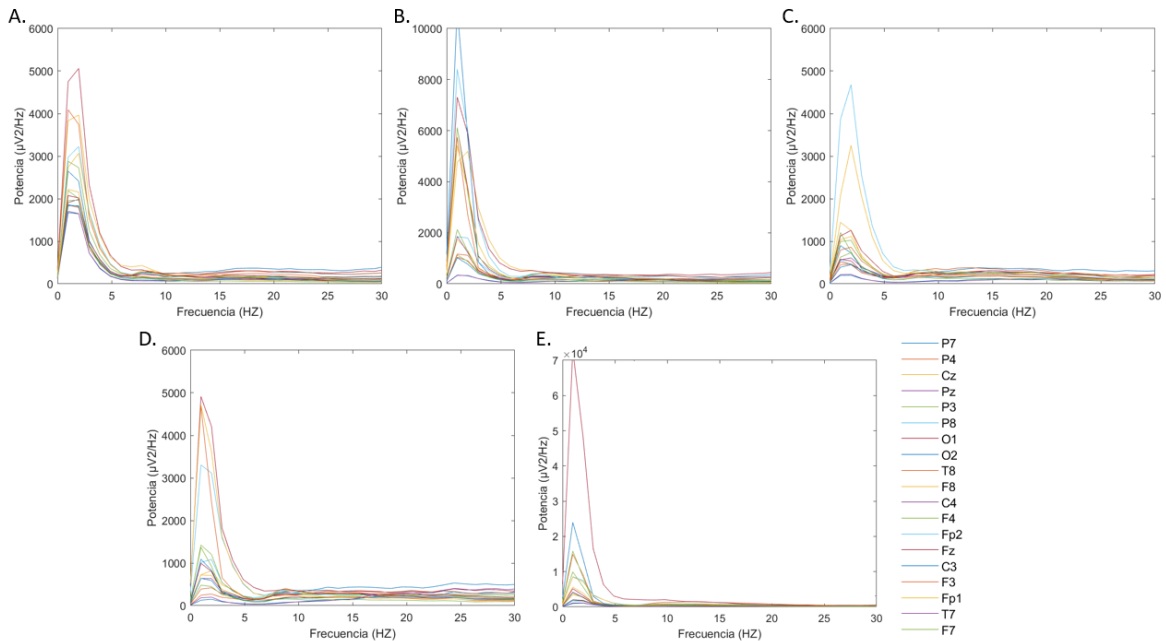 A.
6000
5000
4000
3000
2000
1000
0
Potencia (µV2/Hz)
0 5 10 15 20 25 30
Frecuencia (HZ)
B.
10000
8000
6000
4000
2000
0
Potencia (µV2/Hz)
0 5 10 15 20 25 30
Frecuencia (HZ)
C.
6000
5000
4000
3000
2000
1000
0
Potencia (µV2/Hz)
0 5 10 15 20 25 30
Frecuencia (HZ)
D.
6000
5000
4000
3000
2000
1000
0
Potencia (µV2/Hz)
0 5 10 15 20 25 30
Frecuencia (HZ)
E.
× 10⁴
7
6
5
4
3
2
1
0
Potencia (µV2/Hz)
0 5 10 15 20 25 30
Frecuencia (HZ)
P7
P4
Cz
Pz
P3
P8
O1
O2
T8
F8
C4
F4
Fp2
Fz
C3
F3
Fp1
T7
F7